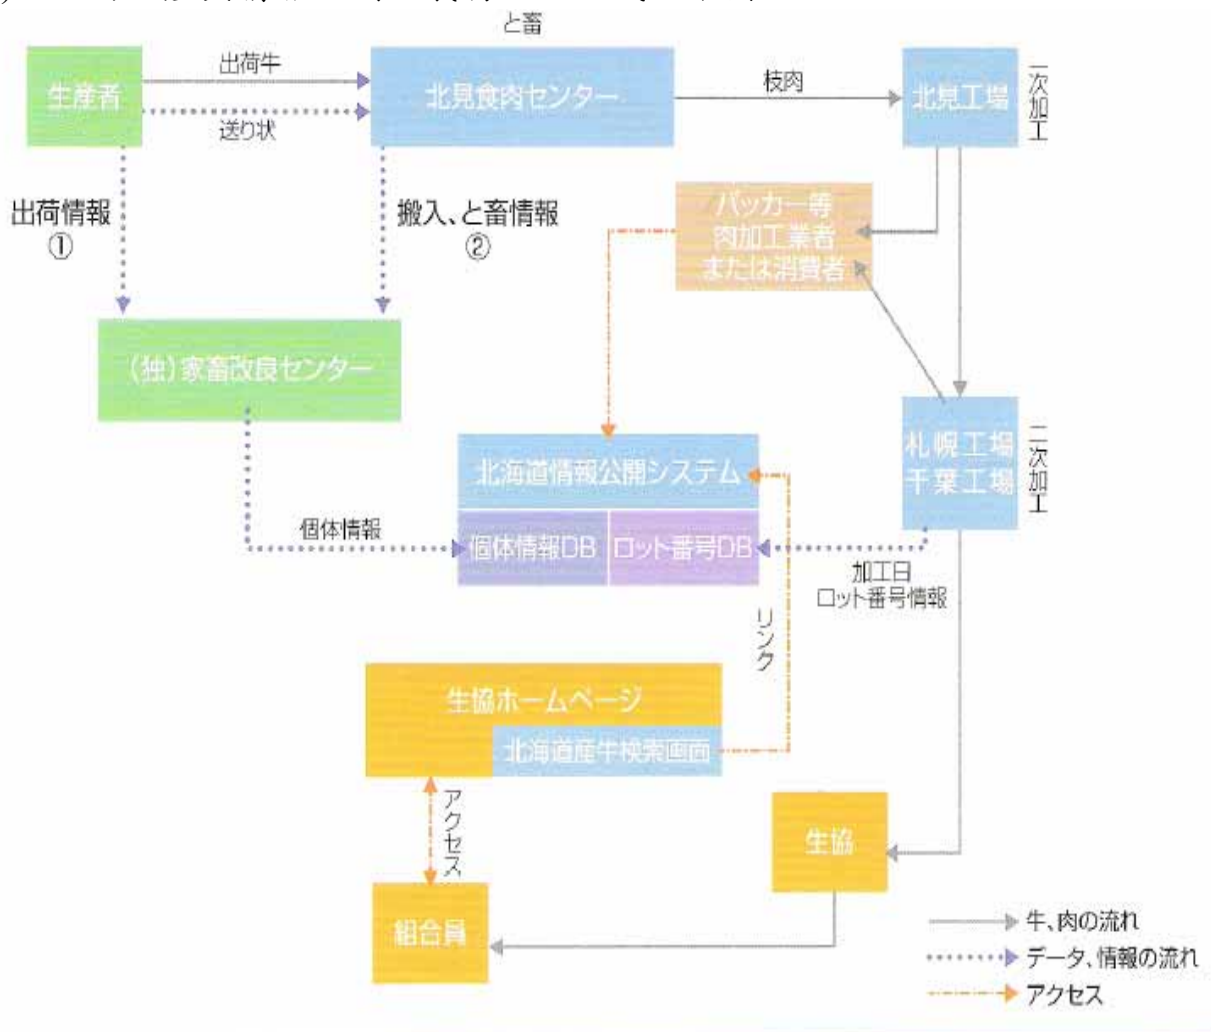 と畜
出荷牛
生産者
北見食肉センター
枝肉
北見工場
一次加工
送り状
出荷情報
①
搬入、と畜情報
②
パッカー等
肉加工業者
または消費者
(独)家畜改良センター
札幌工場
千葉工場
二次加工
北海道情報公開システム
個体情報
個体情報DB
ロット番号DB
加工日
ロット番号情報
リンク
生協ホームページ
北海道産牛検索画面
アクセス
生協
組合員
牛、肉の流れ
データ、情報の流れ
アクセス